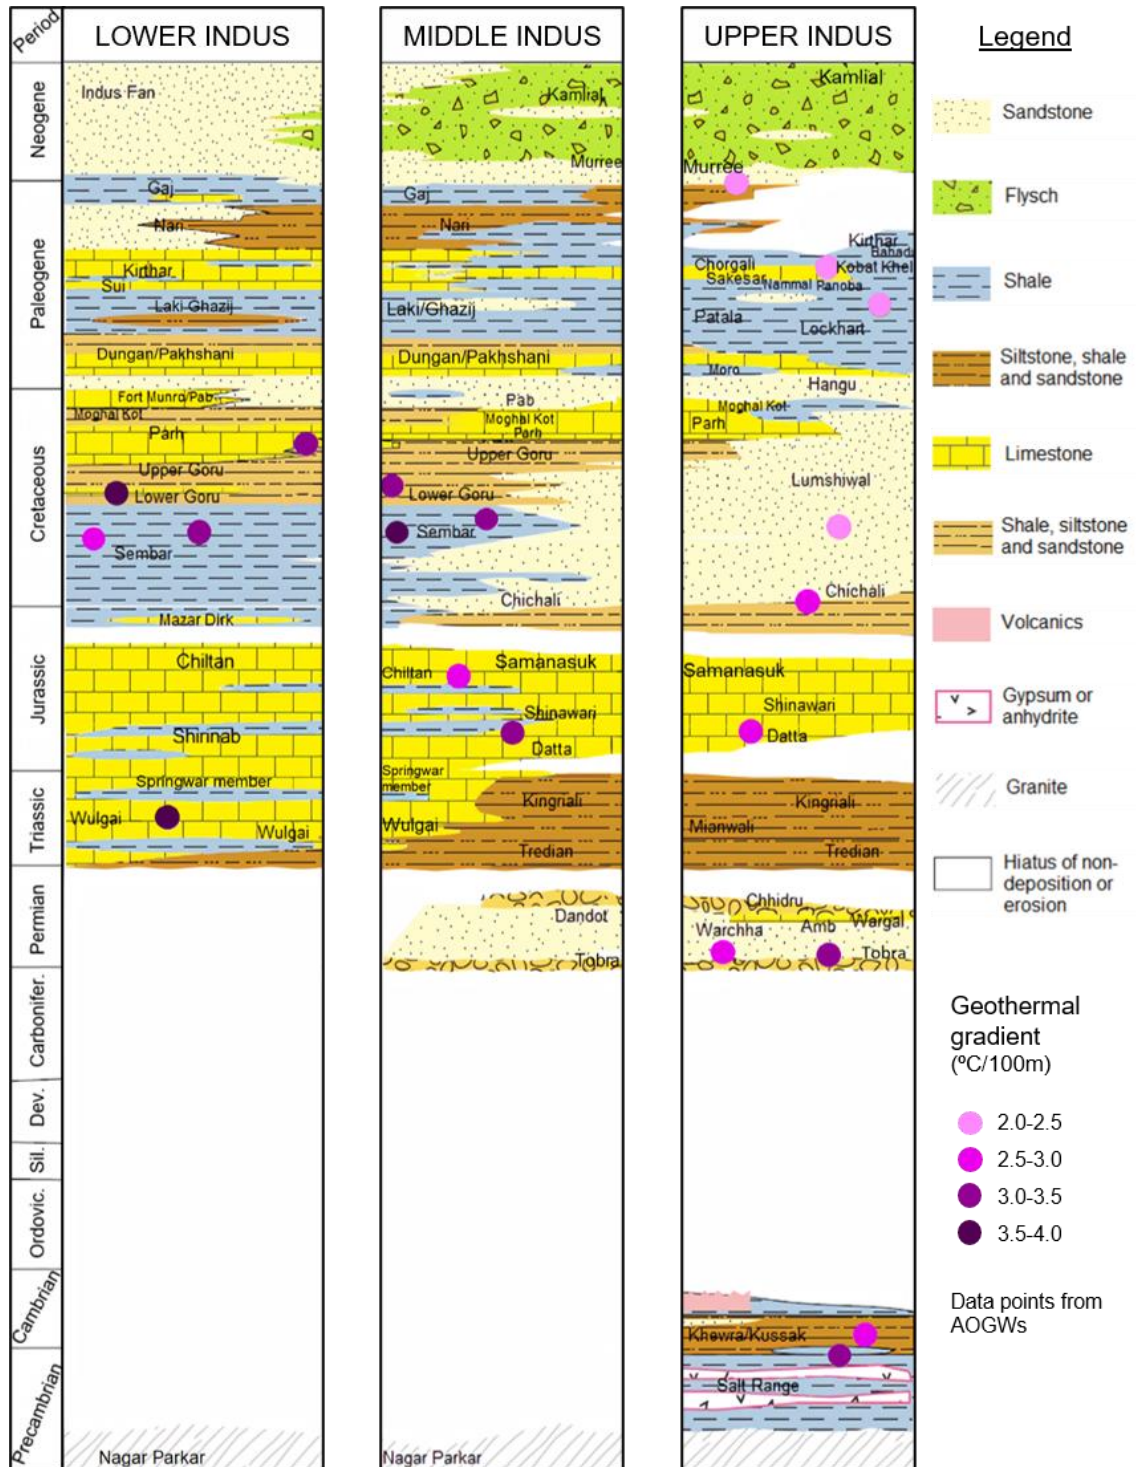 Period
LOWER INDUS
MIDDLE INDUS
UPPER INDUS
Legend
Neogene
Paleogene
Cretaceous
Jurassic
Triassic
Permian
Carbonifer.
Dev.
Sil.
Ordovic.
Cambrian
Precambrian
Indus Fan
Gaj
Nari
Kirthar
Sui
Laki Ghazij
Dungan/Pakhshani
Fort Munro/Pab
Moghal Kot
Parh
Upper Goru
Lower Goru
Sembar
Mazar Dirk
Chiltan
Shirinab
Springwar member
Wulgai
Wulgai
Nagar Parkar
Kamlial
Murree
Gaj
Nari
Laki/Ghazij
Dungan/Pakhshani
Pab
Moghal Kot
Parh
Upper Goru
Lower Goru
Sembar
Chichali
Chiltan
Samanasuk
Shinawari
Datta
Springwar
member
Kingriali
Wulgai
Tredian
Dandot
Tobra
Nagar Parkar
Kamlial
Murree
Kirthar
Chorgali
Kobat Khel
Sakesar
Nammal
Panoba
Patala
Lockhart
Moro
Hangu
Moghal Kot
Parh
Lumshiwal
Chichali
Samanasuk
Shinawari
Datta
Kingriali
Mianwali
Tredian
Chhidru
Wargal
Warchha
Amb
Tobra
Khewra/Kussak
Salt Range
Sandstone
Flysch
Shale
Siltstone, shale
and sandstone
Limestone
Shale, siltstone
and sandstone
Volcanics
Gypsum or
anhydrite
Granite
Hiatus of non-
deposition or
erosion
Geothermal
gradient
(ºC/100m)
2.0-2.5
2.5-3.0
3.0-3.5
3.5-4.0
Data points from
AOGWs